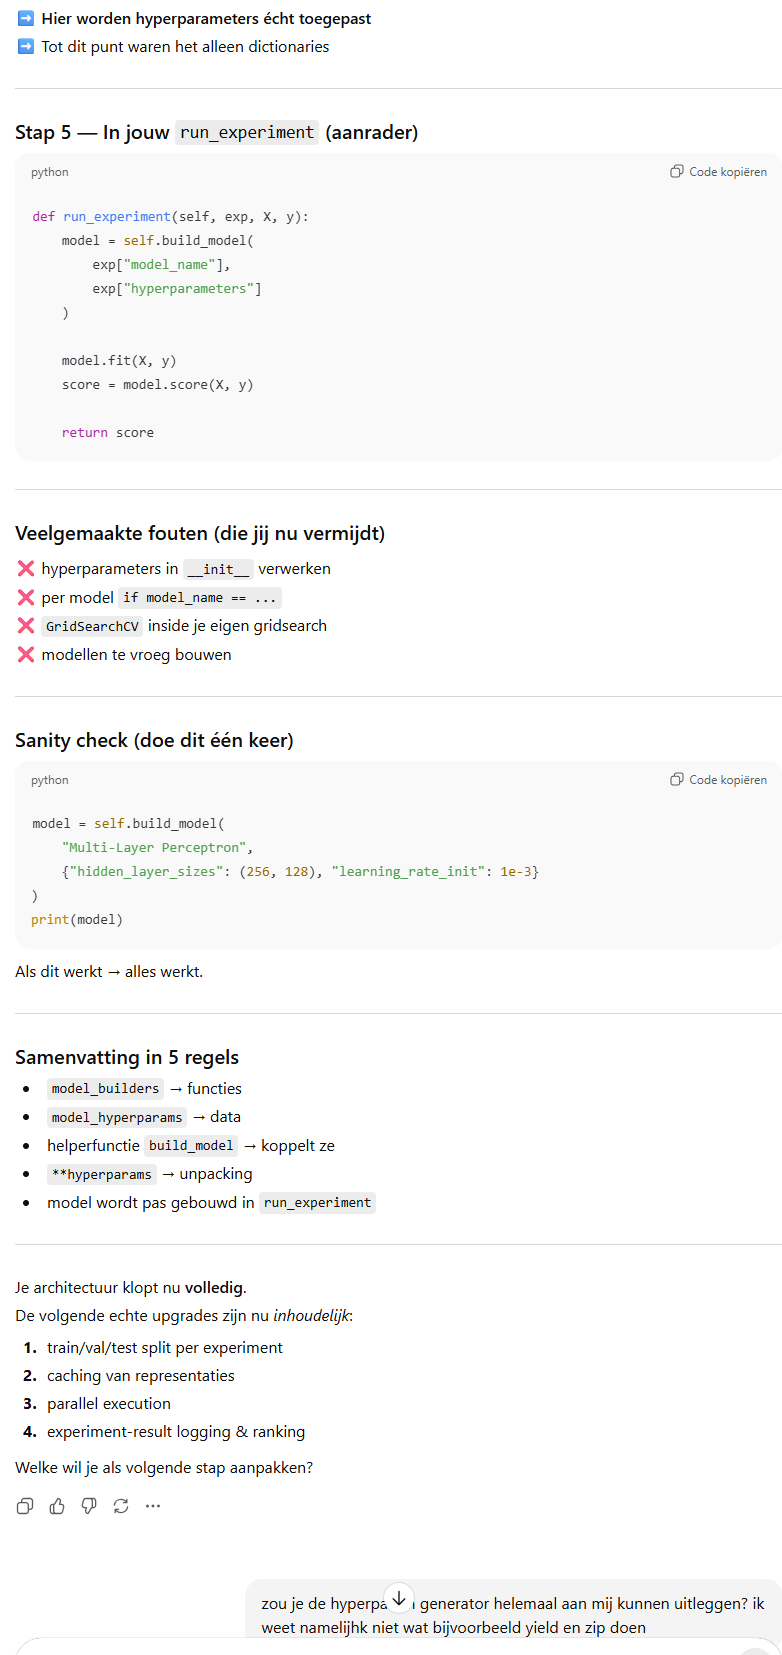 Hier worden hyperparameters écht toegepast
Tot dit punt waren het alleen dictionaries
Stap 5 — In jouw run_experiment (aanrader)
python
Code kopiëren
def run_experiment(self, exp, X, y):
    model = self.build_model(
        exp["model_name"],
        exp["hyperparameters"]
    )
    model.fit(X, y)
    score = model.score(X, y)
    return score
Veelgemaakte fouten (die jij nu vermijdt)
❌ hyperparameters in __init__ verwerken
❌ per model if model_name == ...
❌ GridSearchCV inside je eigen gridsearch
❌ modellen te vroeg bouwen
Sanity check (doe dit één keer)
python
Code kopiëren
model = self.build_model(
    "Multi-Layer Perceptron",
    {"hidden_layer_sizes": (256, 128), "learning_rate_init": 1e-3}
)
print(model)
Als dit werkt → alles werkt.
Samenvatting in 5 regels
• model_builders → functies
• model_hyperparams → data
• helperfunctie build_model → koppelt ze
• **hyperparams → unpacking
• model wordt pas gebouwd in run_experiment
Je architectuur klopt nu volledig.
De volgende echte upgrades zijn nu inhoudelijk:
1. train/val/test split per experiment
2. caching van representaties
3. parallel execution
4. experiment-result logging & ranking
Welke wil je als volgende stap aanpakken?
zou je de generator helemaal aan mij kunnen uitleggen? ik
weet namelijhk niet wat bijvoorbeeld yield en zip doen